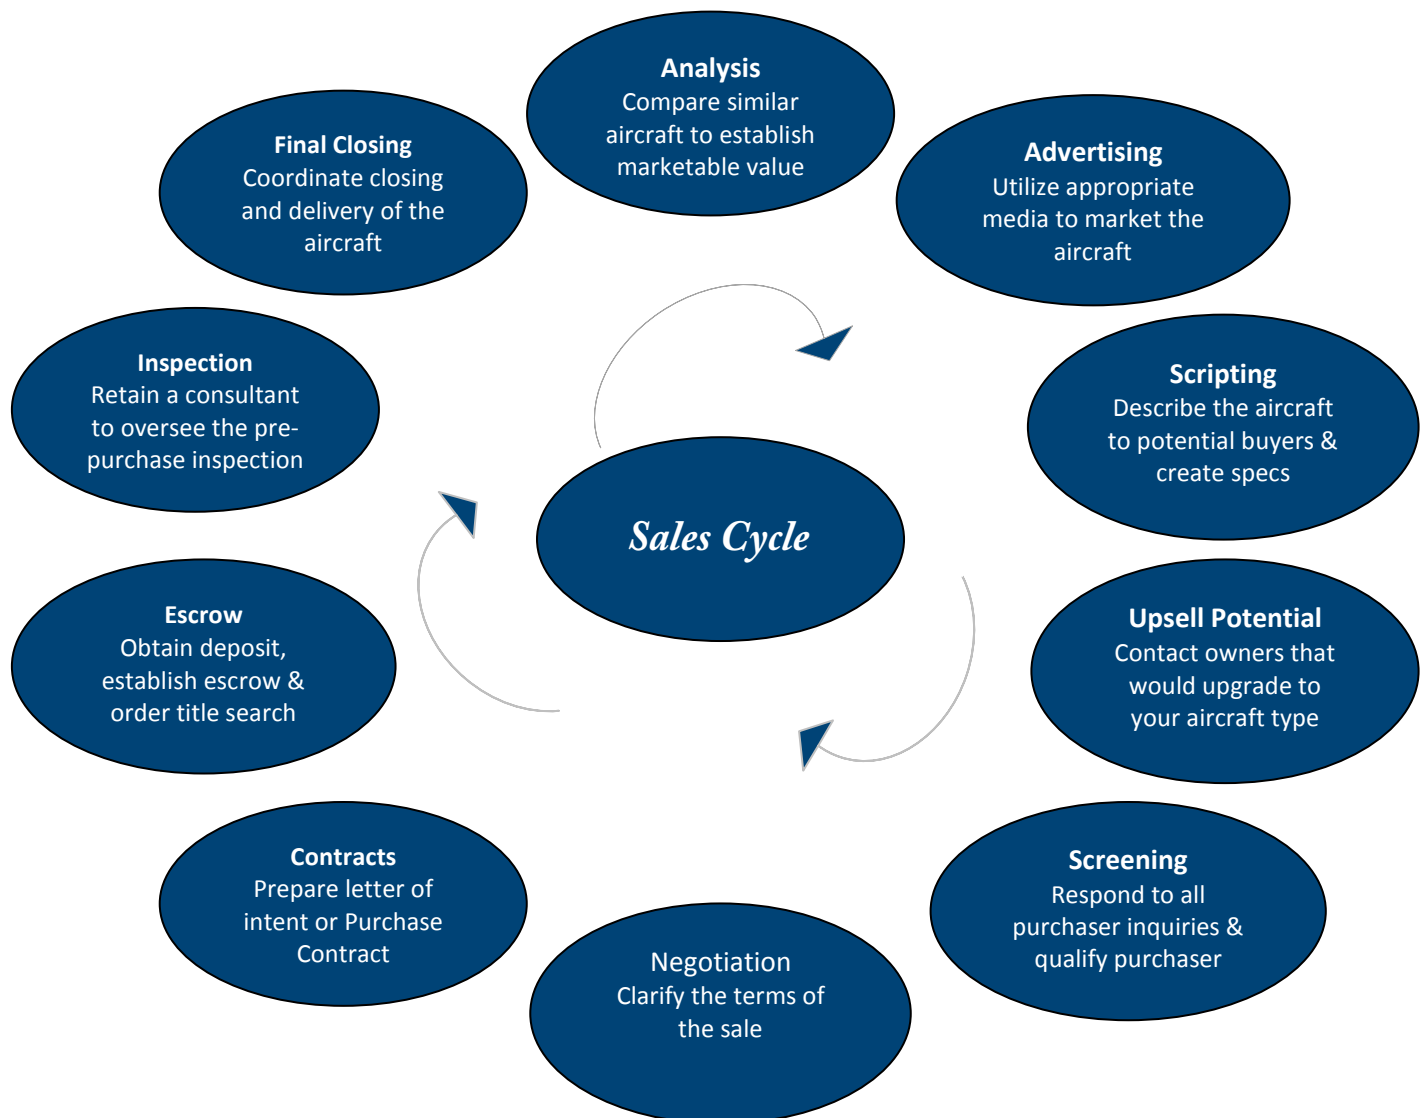 Analysis
Compare similar
aircraft to establish
marketable value
Advertising
Utilize appropriate
media to market the
aircraft
Scripting
Describe the aircraft
to potential buyers &
create specs
Upsell Potential
Contact owners that
would upgrade to
your aircraft type
Screening
Respond to all
purchaser inquiries &
qualify purchaser
Negotiation
Clarify the terms of
the sale
Contracts
Prepare letter of
intent or Purchase
Contract
Escrow
Obtain deposit,
establish escrow &
order title search
Inspection
Retain a consultant
to oversee the pre-
purchase inspection
Final Closing
Coordinate closing
and delivery of the
aircraft
Sales Cycle